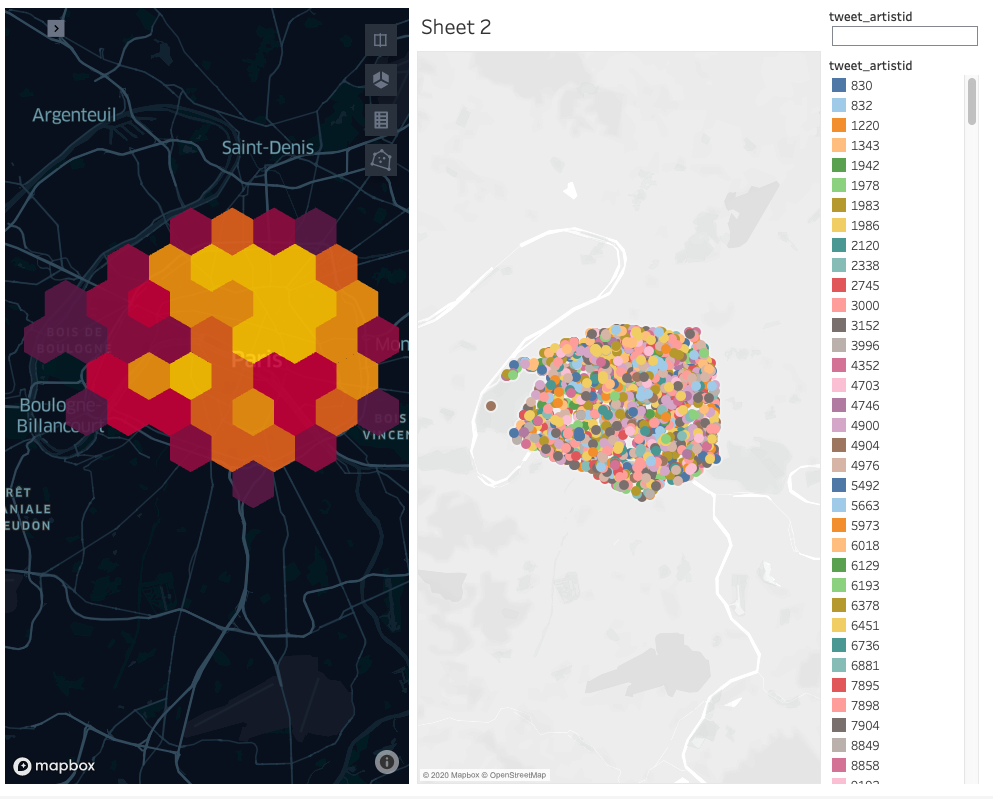 Argenteuil
Saint-Denis
BOIS DE
BOULOGNE
Paris
Mon
Boulogne-
Billancourt
BOIS
VINCEN
RÊT
ANIALE
EUDON
mapbox
Sheet 2
© 2020 Mapbox © OpenStreetMap
tweet_artistid
tweet_artistid
830
832
1220
1343
1942
1978
1983
1986
2120
2338
2745
3000
3152
3996
4352
4703
4746
4900
4904
4976
5492
5663
5973
6018
6129
6193
6378
6451
6736
6881
7895
7898
7904
8849
8858